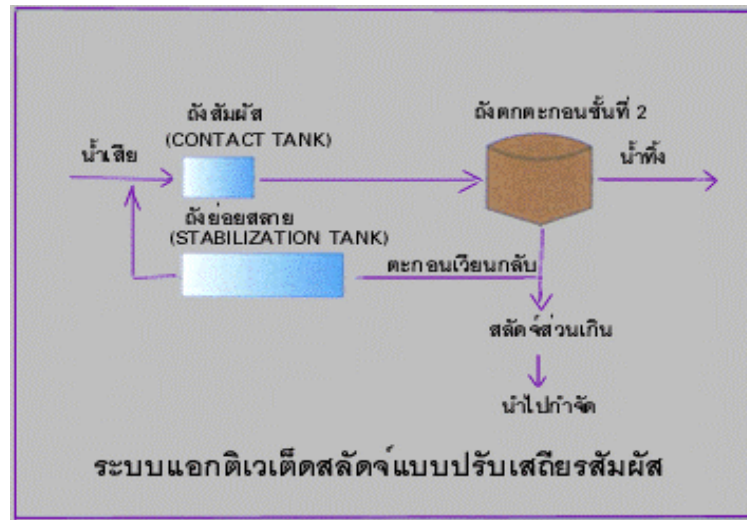 ถังสัมผัส
(CONTACT TANK)
ถังตกตะกอนชั้นที่ 2
น้ำเสีย
น้ำทิ้ง
ถังย่อยสลาย
(STABILIZATION TANK)
ตะกอนเวียนกลับ
สลัดจ์ส่วนเกิน
นำไปกำจัด
ระบบแอกติเวเต็ดสลัดจ์แบบปรับเสถียรสัมผัส